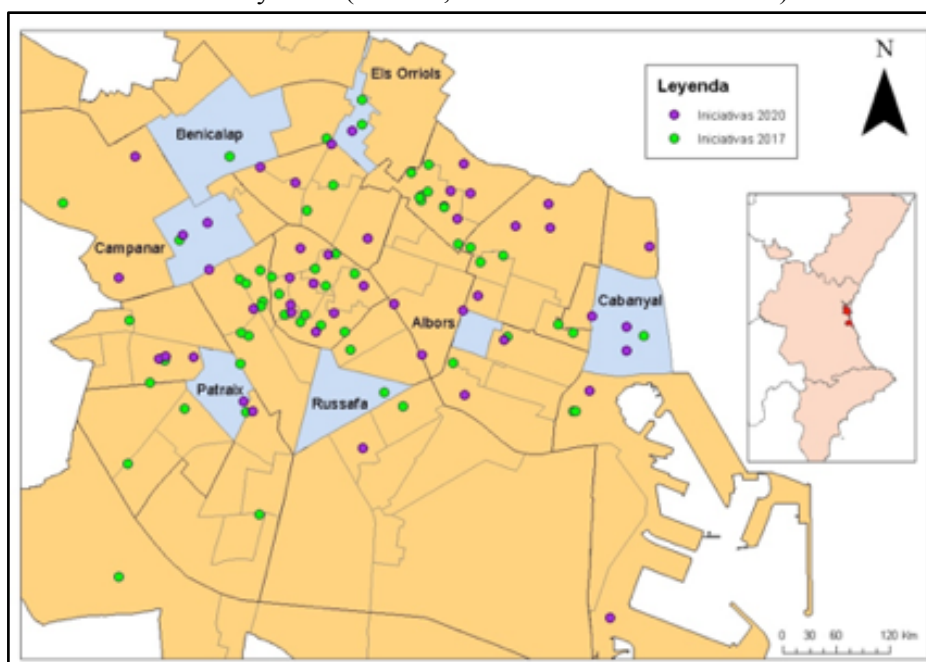 Els Orriols
N
Leyenda
Iniciativas 2020
Iniciativas 2017
Benicalap
Campanar
Cabanyal
Albors
Patraix
Russafa
0 30 60 120 Km